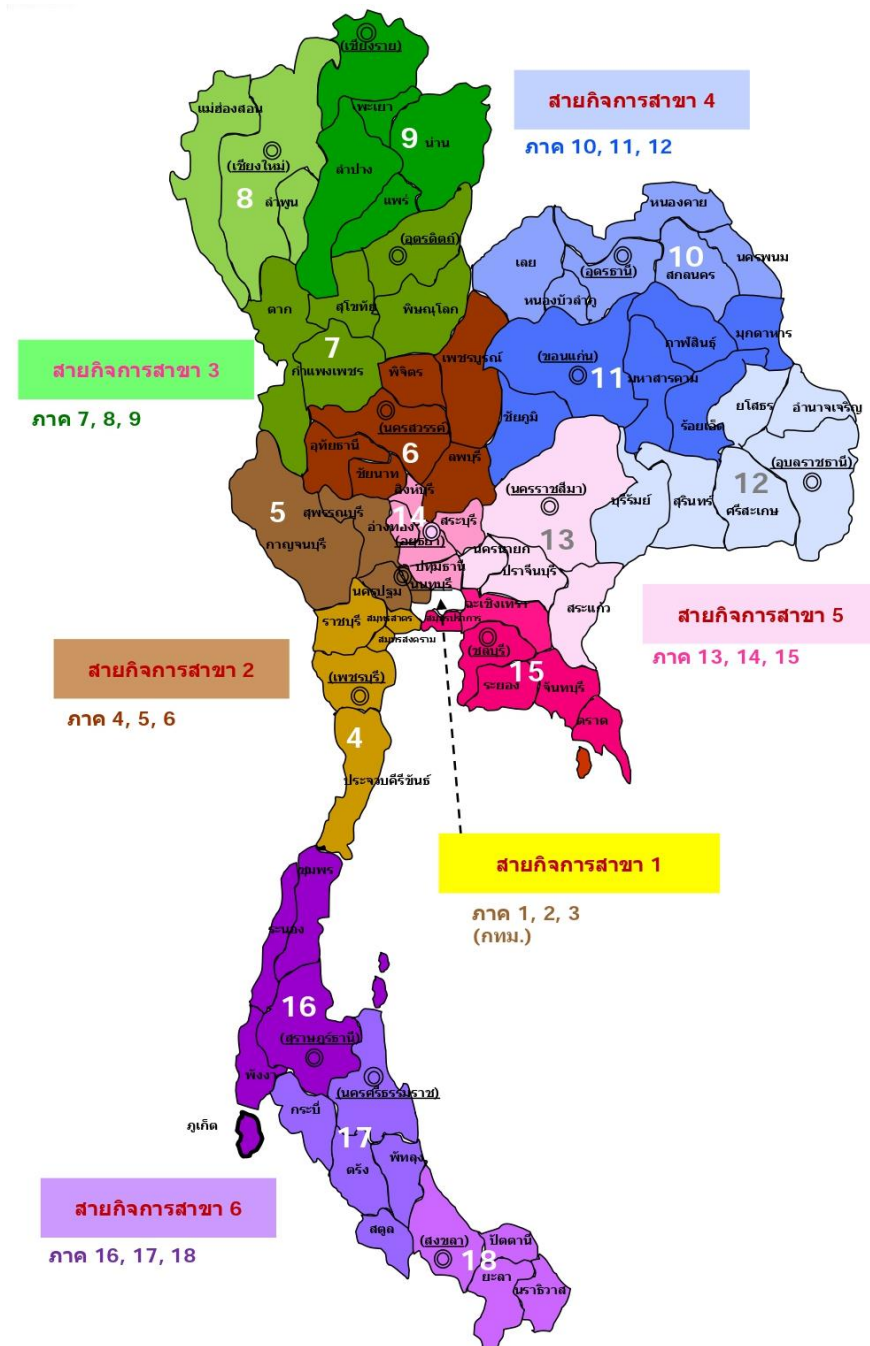 (เชียงราย)
แม่ฮ่องสอน
พะเยา
9 น่าน
(เชียงใหม่)
ลำปาง
8 ลำพูน
แพร่
(อุตรดิตถ์)
สายกิจการสาขา 4
ภาค 10, 11, 12
หนองคาย
เลย
(อุดรธานี)
10
สกลนคร
นครพนม
หนองบัวลำภู
ตาก
สุโขทัย
พิษณุโลก
7
กำแพงเพชร
พิจิตร
เพชรบูรณ์
(ขอนแก่น)
11
กาฬสินธุ์
มุกดาหาร
มหาสารคาม
สายกิจการสาขา 3
ภาค 7, 8, 9
(นครสวรรค์)
6
อุทัยธานี
ชัยนาท
ลพบุรี
ชัยภูมิ
ร้อยเอ็ด
ยโสธร
อำนาจเจริญ
(อุบลราชธานี)
12
บุรีรัมย์
สุรินทร์
ศรีสะเกษ
5
กาญจนบุรี
สุพรรณบุรี
สิงห์บุรี
14
อ่างทอง
สระบุรี
(อยุธยา)
(นครราชสีมา)
13
นครนายก
ปราจีนบุรี
ปทุมธานี
นนทบุรี
นครปฐม
สระแก้ว
ฉะเชิงเทรา
ราชบุรี
สมุทรสาคร
สมุทรปราการ
สมุทรสงคราม
(ชลบุรี)
15
ระยอง
จันทบุรี
ตราด
สายกิจการสาขา 5
ภาค 13, 14, 15
สายกิจการสาขา 2
ภาค 4, 5, 6
(เพชรบุรี)
4
ประจวบคีรีขันธ์
สายกิจการสาขา 1
ภาค 1, 2, 3
(กทม.)
ชุมพร
ระนอง
16
(สุราษฎร์ธานี)
พังงา
(นครศรีธรรมราช)
กระบี่
ภูเก็ต
17
ตรัง
พัทลุง
สายกิจการสาขา 6
ภาค 16, 17, 18
สตูล
(สงขลา)
18
ปัตตานี
ยะลา
นราธิวาส